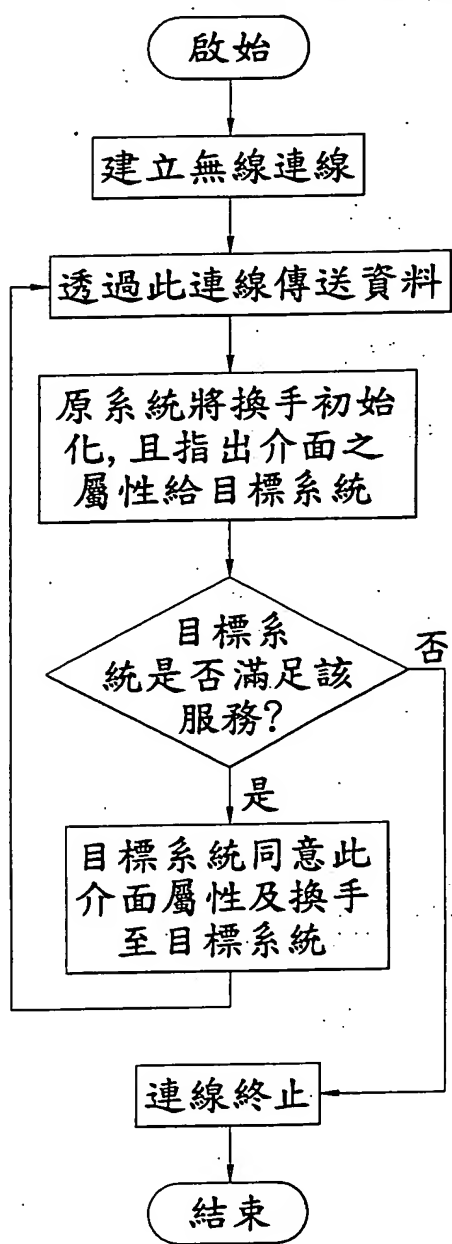 啟始
建立無線連線
透過此連線傳送資料
原系統將換手初始
化,且指出介面之
屬性給目標系統
目標系
統是否滿足該
服務?
否
是
目標系統同意此
介面屬性及換手
至目標系統
連線終止
結束